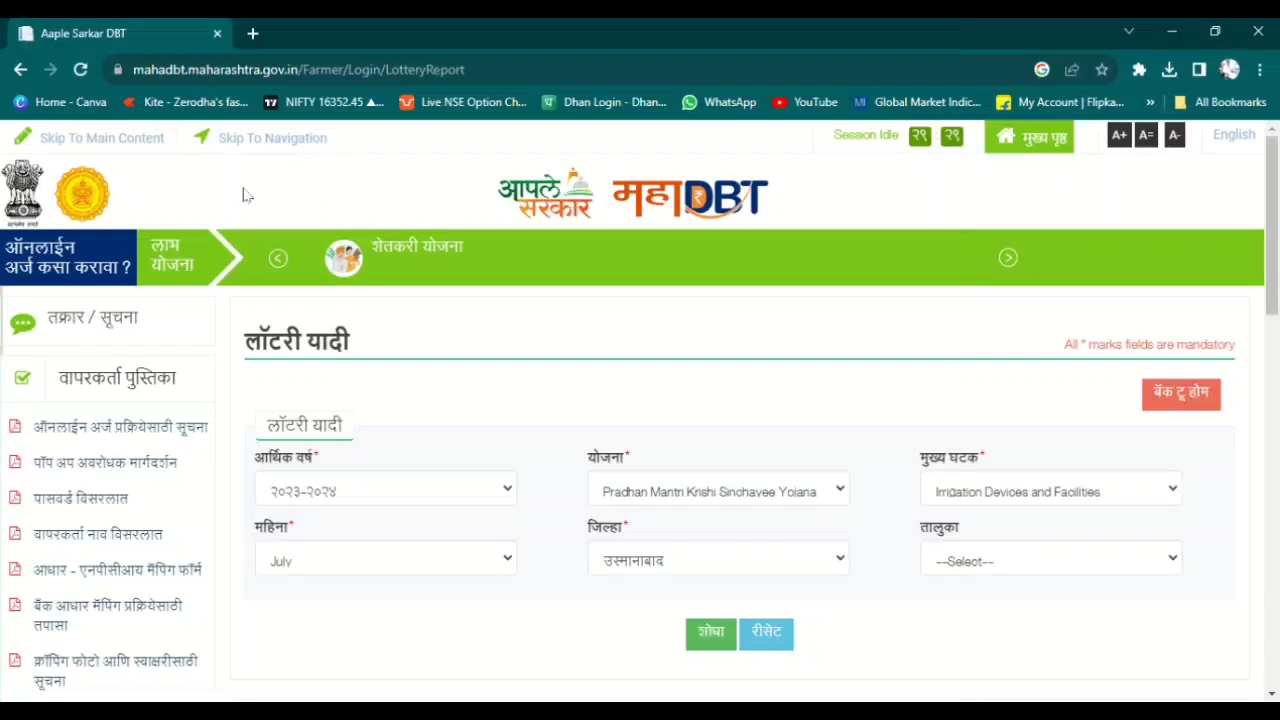 Aaple Sarkar DBT
mahadbt.maharashtra.gov.in/Farmer/Login/LotteryReport
Home - Canva
Kite - Zerodha's fas...
NIFTY 16352.45 ▲...
Live NSE Option Ch...
Dhan Login - Dhan...
WhatsApp
YouTube
Global Market Indic...
My Account | Flipka...
»
All Bookmarks
Skip To Main Content
Skip To Navigation
Session Idle २९ २९
मुख्य पृष्ठ
A+ A= A-
English
आपले सरकार
महाDBT
ऑनलाईन
अर्ज कसा करावा ?
लाभ
योजना
शेतकरी योजना
तक्रार / सूचना
वापरकर्ता पुस्तिका
ऑनलाईन अर्ज प्रक्रियेसाठी सूचना
पॉप अप अवरोधक मार्गदर्शन
पासवर्ड विसरलात
वापरकर्ता नाव विसरलात
आधार - एनपीसीआय मॅपिंग फॉर्म
बँक आधार मॅपिंग प्रक्रियेसाठी
तपासा
क्रॉपिंग फोटो आणि स्वाक्षरीसाठी
सूचना
लॉटरी यादी
All * marks fields are mandatory
बॅक टू होम
लॉटरी यादी
आर्थिक वर्ष*
योजना*
मुख्य घटक*
२०२३-२०२४
Pradhan Mantri Krishi Sinchayee Yojana
Irrigation Devices and Facilities
महिना*
जिल्हा*
तालुका
July
उस्मानाबाद
--Select--
शोधा
रीसेट